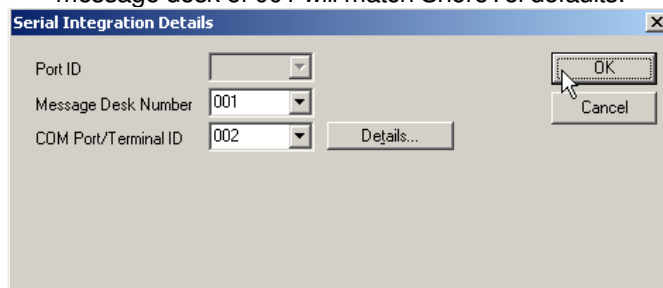 message desk of 001 will match ShoreTel defaults.
Serial Integration Details
Port ID
OK
Message Desk Number 001
Cancel
COM Port/Terminal ID 002 Details...